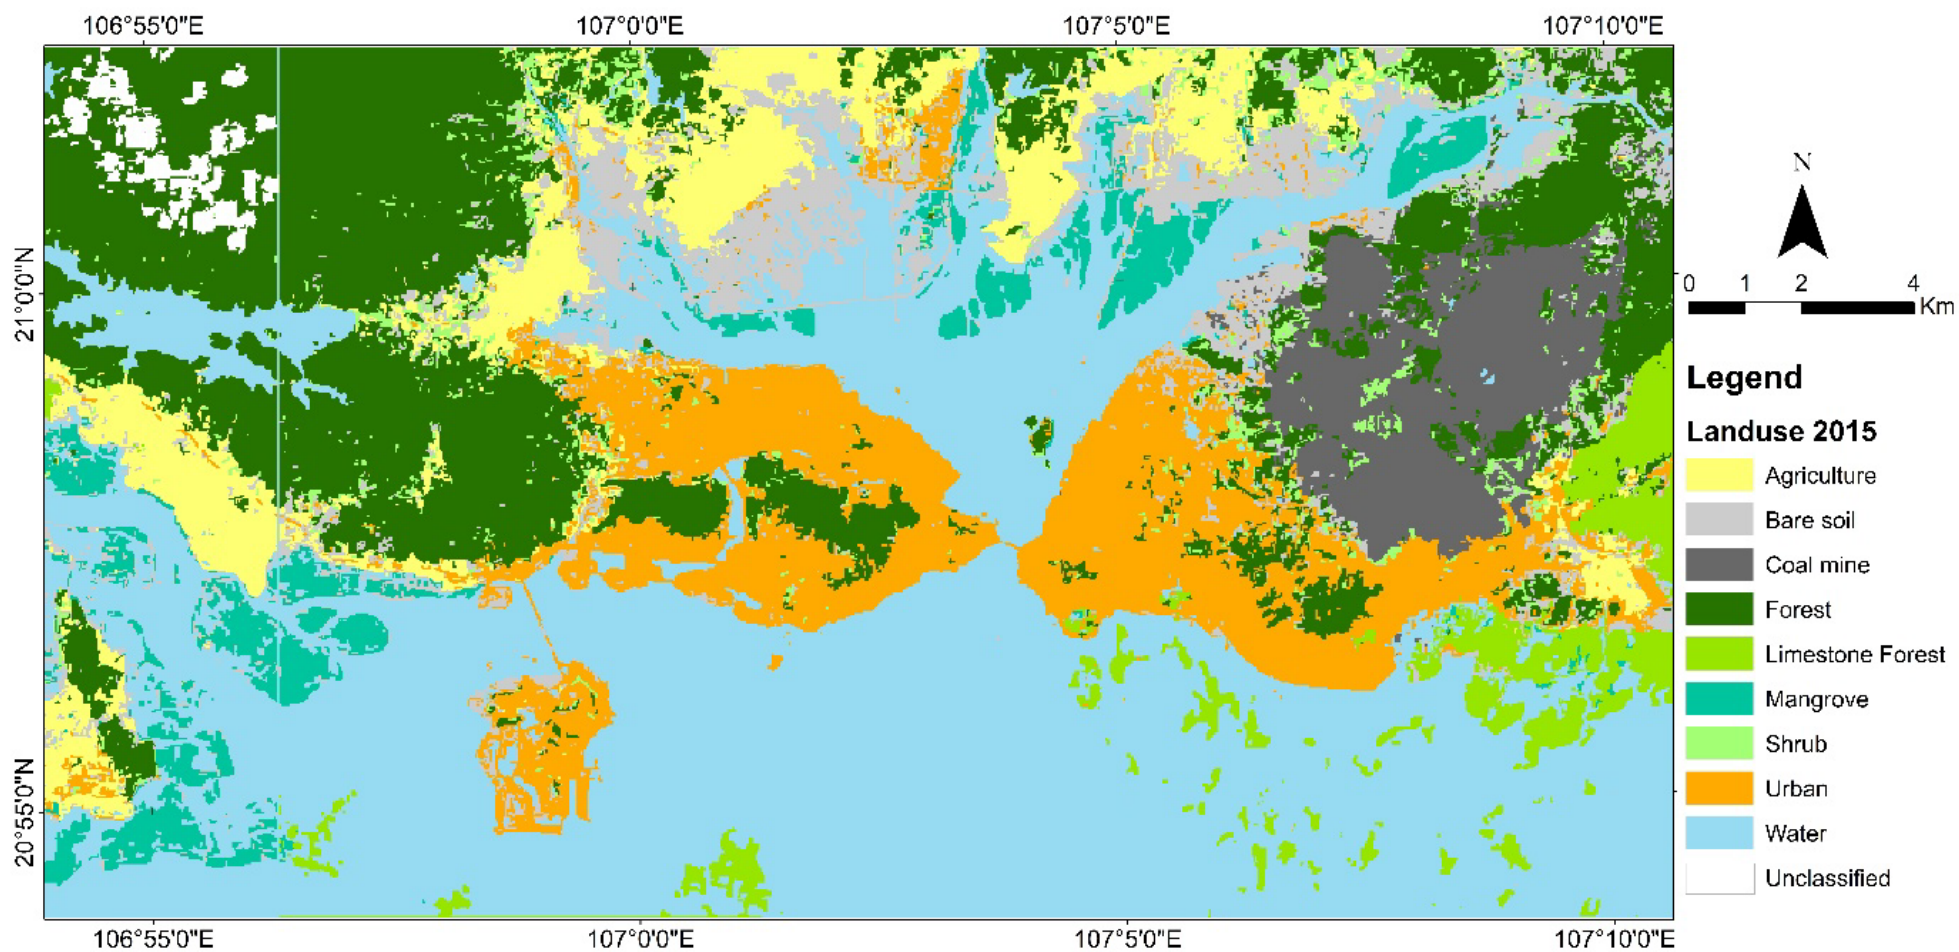 106°55'0"E 107°0'0"E 107°5'0"E 107°10'0"E
N
21°0'0"N
0 1 2 4
Km
Legend
Landuse 2015
Agriculture
Bare soil
Coal mine
Forest
Limestone Forest
Mangrove
Shrub
Urban
Water
Unclassified
20°55'0"N
106°55'0"E 107°0'0"E 107°5'0"E 107°10'0"E